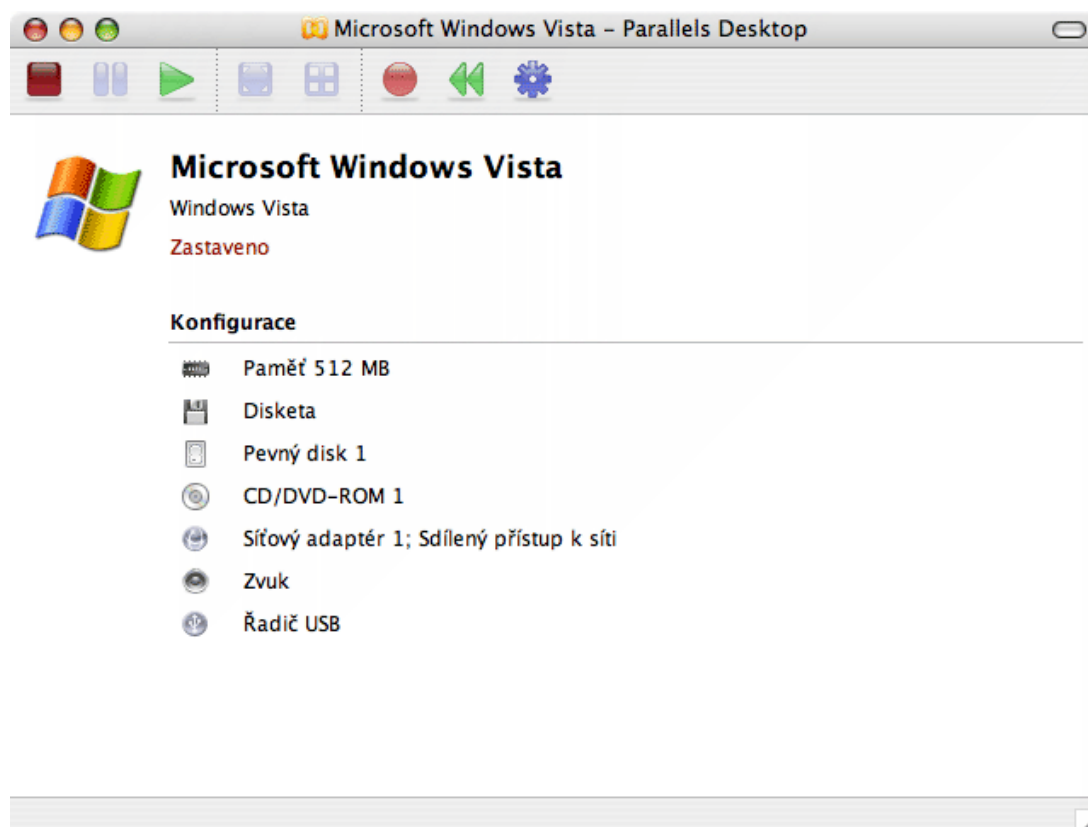 Microsoft Windows Vista – Parallels Desktop
Microsoft Windows Vista
Windows Vista
Zastaveno
Konfigurace
Paměť 512 MB
Disketa
Pevný disk 1
CD/DVD-ROM 1
Síťový adaptér 1; Sdílený přístup k síti
Zvuk
Řadič USB